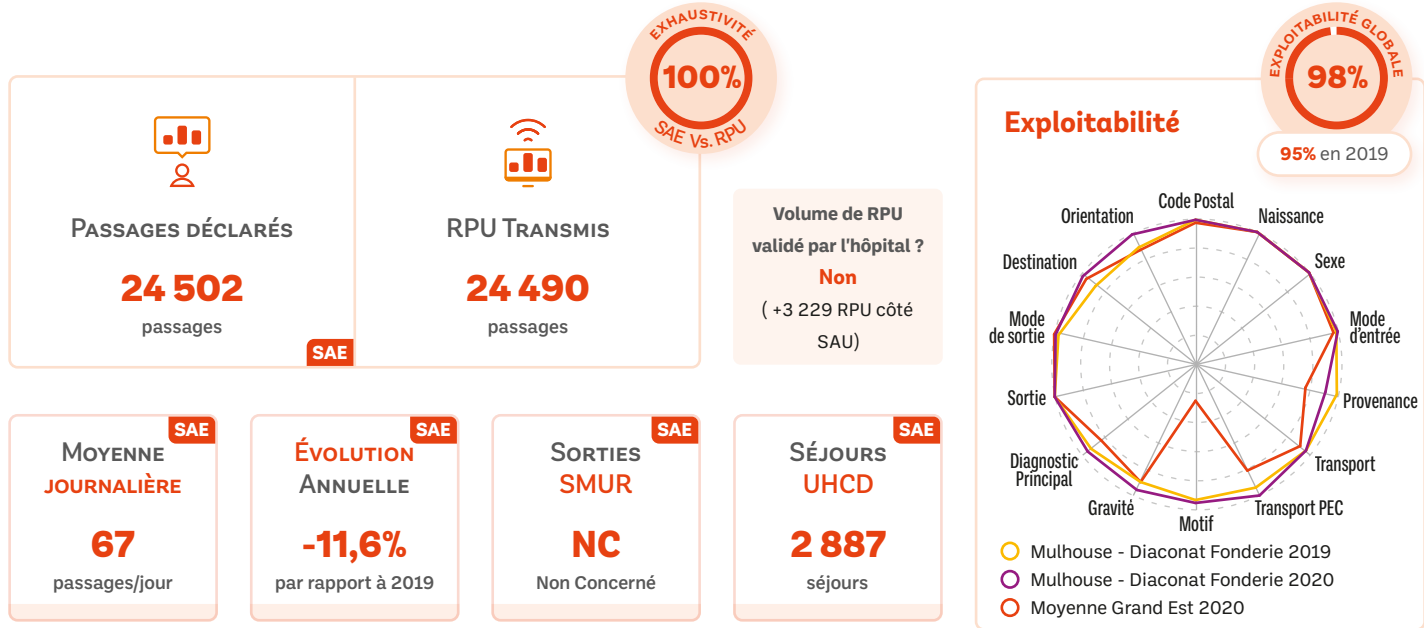 EXHAUSTIVITÉ
100%
SAE Vs. RPU
PASSAGES DÉCLARÉS
24 502
passages
SAE
RPU TRANSMIS
24 490
passages
Volume de RPU
validé par l'hôpital ?
Non
( +3 229 RPU côté
SAU)
SAE
MOYENNE
JOURNALIÈRE
67
passages/jour
SAE
ÉVOLUTION
ANNUELLE
-11,6%
par rapport à 2019
SAE
SORTIES
SMUR
NC
Non Concerné
SAE
SÉJOURS
UHCD
2 887
séjours
EXPLOITABILITÉ GLOBALE
98%
95% en 2019
Exploitabilité
Code Postal
Naissance
Sexe
Mode
d'entrée
Provenance
Transport
Transport PEC
Motif
Gravité
Diagnostic
Principal
Sortie
Mode
de sortie
Destination
Orientation
Mulhouse - Diaconat Fonderie 2019
Mulhouse - Diaconat Fonderie 2020
Moyenne Grand Est 2020